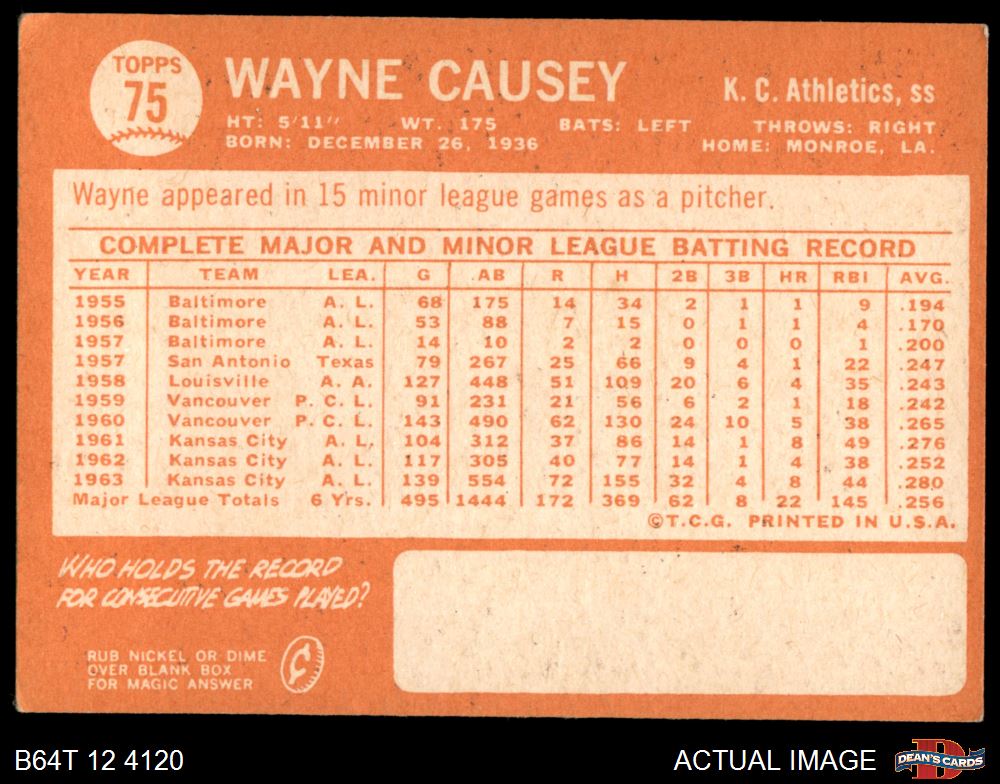 TOPPS
75
WAYNE CAUSEY
K. C. Athletics, ss
HT: 5'11" WT. 175 BATS: LEFT THROWS: RIGHT
BORN: DECEMBER 26, 1936 HOME: MONROE, LA.
Wayne appeared in 15 minor league games as a pitcher.
COMPLETE MAJOR AND MINOR LEAGUE BATTING RECORD
YEAR TEAM LEA. G AB R H 2B 3B HR RBI AVG.
1955 Baltimore A. L. 68 175 14 34 2 1 1 9 .194
1956 Baltimore A. L. 53 88 7 15 0 1 1 4 .170
1957 Baltimore A. L. 14 10 2 2 0 0 0 1 .200
1957 San Antonio Texas 79 267 25 66 9 4 1 22 .247
1958 Louisville A. A. 127 448 51 109 20 6 4 35 .243
1959 Vancouver P. C. L. 91 231 21 56 6 2 1 18 .242
1960 Vancouver P. C. L. 143 490 62 130 24 10 5 38 .265
1961 Kansas City A. L. 104 312 37 86 14 1 8 49 .276
1962 Kansas City A. L. 117 305 40 77 14 1 4 38 .252
1963 Kansas City A. L. 139 554 72 155 32 4 8 44 .280
Major League Totals 6 Yrs. 495 1444 172 369 62 8 22 145 .256
©T.C.G. PRINTED IN U.S.A.
WHO HOLDS THE RECORD
FOR CONSECUTIVE GAMES PLAYED?
RUB NICKEL OR DIME
OVER BLANK BOX
FOR MAGIC ANSWER
B64T 12 4120
ACTUAL IMAGE
DEAN'S CARDS